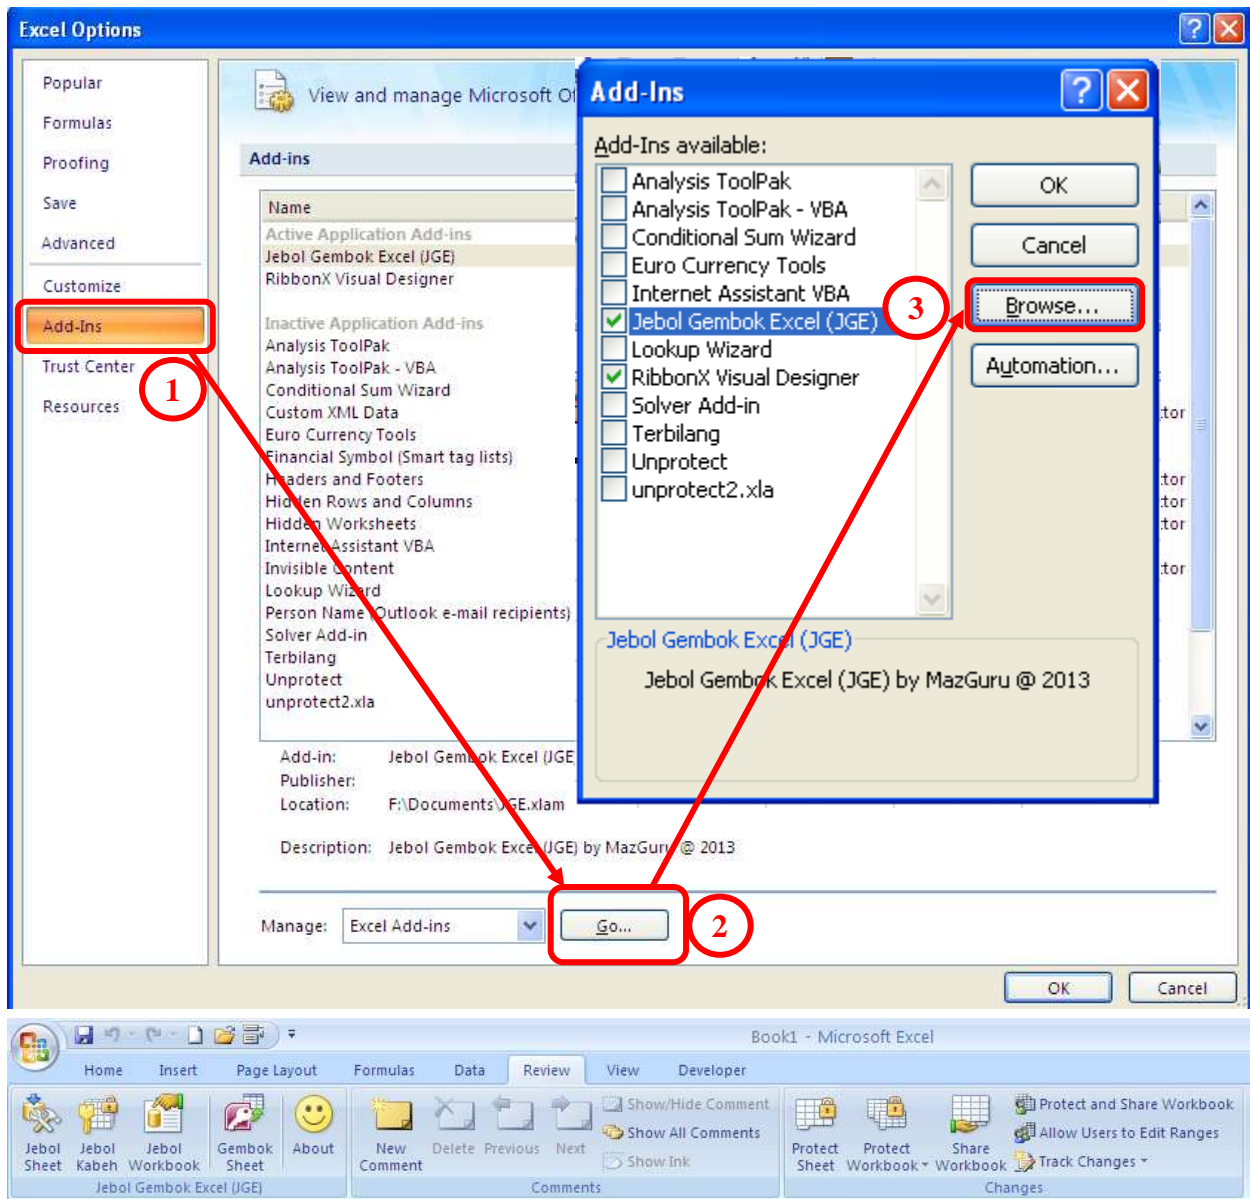 Excel Options
Popular
Formulas
Proofing
Save
Advanced
Customize
Add-Ins
Trust Center
Resources
1
View and manage Microsoft Of
Add-ins
Name
Active Application Add-ins
Jebol Gembok Excel (JGE)
RibbonX Visual Designer
Inactive Application Add-ins
Analysis ToolPak
Analysis ToolPak - VBA
Conditional Sum Wizard
Custom XML Data
Euro Currency Tools
Financial Symbol (Smart tag lists)
Headers and Footers
Hidden Rows and Columns
Hidden Worksheets
Internet Assistant VBA
Invisible Content
Lookup Wizard
Person Name (Outlook e-mail recipients)
Solver Add-in
Terbilang
Unprotect
unprotect2.xla
tor
tor
tor
tor
tor
Add-in: Jebol Gembok Excel (JGE
Publisher:
Location: F:\Documents\JGE.xlam
Description: Jebol Gembok Excel (JGE) by MazGuru @ 2013
Manage: Excel Add-ins
Go...
2
OK
Cancel
Add-Ins
Add-Ins available:
Analysis ToolPak
Analysis ToolPak - VBA
Conditional Sum Wizard
Euro Currency Tools
Internet Assistant VBA
Jebol Gembok Excel (JGE)
Lookup Wizard
RibbonX Visual Designer
Solver Add-in
Terbilang
Unprotect
unprotect2.xla
OK
Cancel
3
Browse...
Automation...
Jebol Gembok Excel (JGE)
Jebol Gembok Excel (JGE) by MazGuru @ 2013
Book1 - Microsoft Excel
Home Insert Page Layout Formulas Data Review View Developer
Jebol
Sheet
Jebol
Kabeh
Jebol
Workbook
Gembok
Sheet
About
Jebol Gembok Excel (JGE)
New
Comment
Delete
Previous
Next
Show/Hide Comment
Show All Comments
Show Ink
Comments
Protect
Sheet
Protect
Workbook
Share
Workbook
Protect and Share Workbook
Allow Users to Edit Ranges
Track Changes
Changes